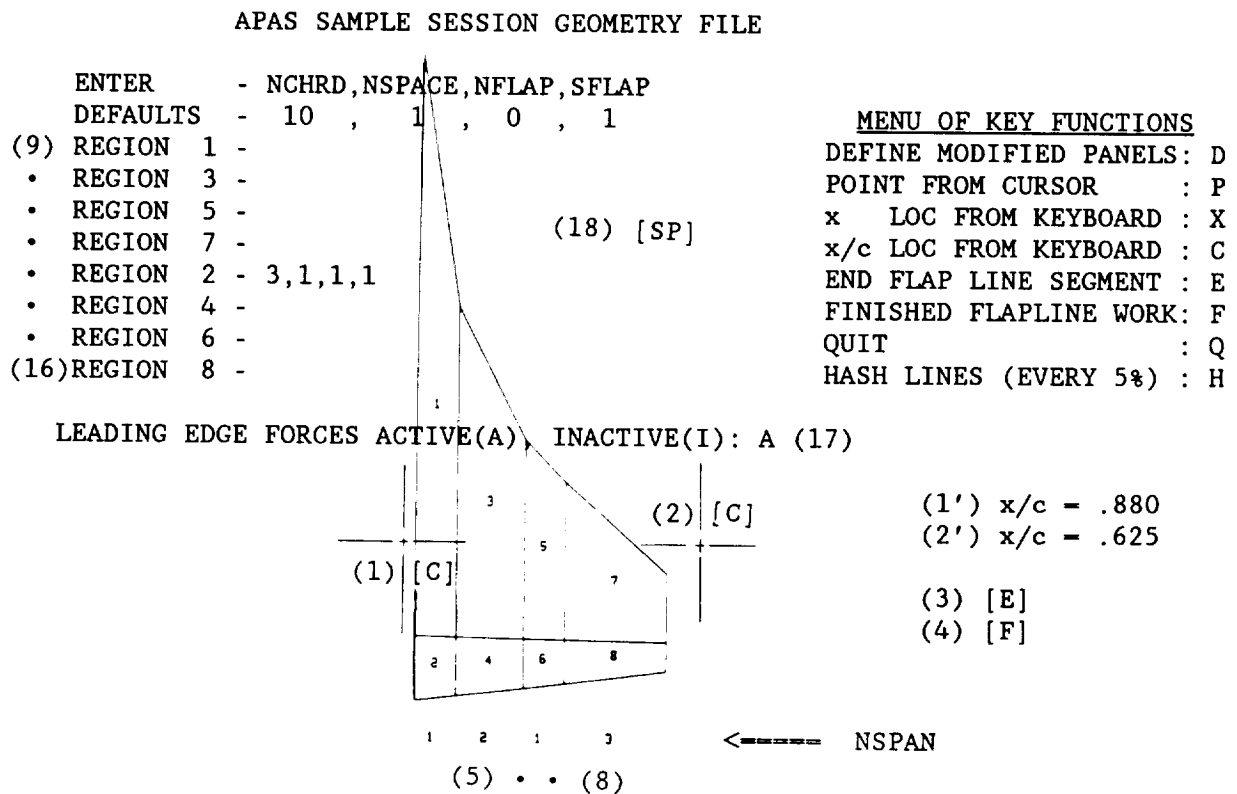 APAS SAMPLE SESSION GEOMETRY FILE
ENTER - NCHRD,NSPACE,NFLAP,SFLAP
DEFAULTS - 10 , 1 , 0 , 1
(9) REGION 1 -
• REGION 3 -
• REGION 5 -
• REGION 7 -
• REGION 2 - 3,1,1,1
• REGION 4 -
• REGION 6 -
(16)REGION 8 -
(18) [SP]
MENU OF KEY FUNCTIONS
DEFINE MODIFIED PANELS: D
POINT FROM CURSOR : P
x LOC FROM KEYBOARD : X
x/c LOC FROM KEYBOARD : C
END FLAP LINE SEGMENT : E
FINISHED FLAPLINE WORK: F
QUIT : Q
HASH LINES (EVERY 5%) : H
1
LEADING EDGE FORCES ACTIVE(A), INACTIVE(I): A (17)
3
(2) [C]
5
(1) [C]
7
(1') x/c = .880
(2') x/c = .625
(3) [E]
(4) [F]
2 4 6 8
1 2 1 3 <===== NSPAN
(5) • • (8)